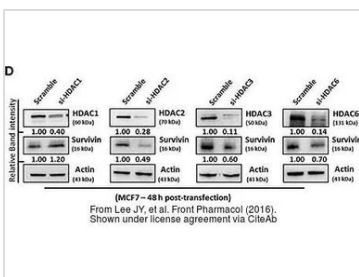 D
Scramble si-HDAC1 Scramble si-HDAC2 Scramble si-HDAC3 Scramble si-HDAC6
Relative Band intensity
HDAC1 HDAC2 HDAC3 HDAC6
(60 kDa) (70 kDa) (50 kDa) (131 kDa)
1.00 0.40 1.00 0.28 1.00 0.11 1.00 0.14
Survivin Survivin Survivin Survivin
(16 kDa) (16 kDa) (16 kDa) (16 kDa)
1.00 1.20 1.00 0.49 1.00 0.60 1.00 0.70
Actin Actin Actin Actin
(43 kDa) (43 kDa) (43 kDa) (43 kDa)
(MCF7 – 48 h post-transfection)
From Lee JY, et al. Front Pharmacol (2016).
Shown under license agreement via CiteAb